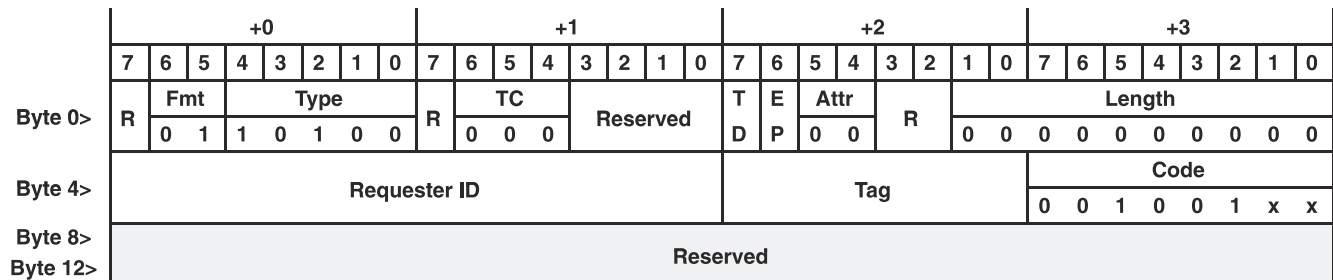 +0 +1 +2 +3
7 6 5 4 3 2 1 0 7 6 5 4 3 2 1 0 7 6 5 4 3 2 1 0 7 6 5 4 3 2 1 0
Byte 0> R Fmt Type R TC Reserved T E Attr R Length
0 1 1 0 1 0 0 0 0 0 D P 0 0 0 0 0 0 0 0 0 0 0 0
Byte 4> Requester ID Tag Code
0 0 1 0 0 1 x x
Byte 8> Reserved
Byte 12>